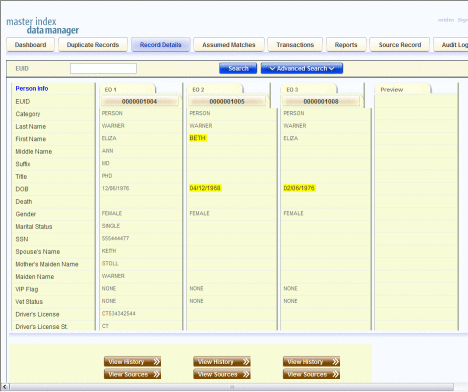 master index
data manager
Dashboard Duplicate Records Record Details Assumed Matches Transactions Reports Source Record Audit Log
EUID Search Advanced Search
Person Info EO 1 EO 2 EO 3 Preview
EUID 0000001004 0000001005 0000001008
Category PERSON PERSON PERSON
Last Name WARNER WARNER WARNER
First Name ELIZA BETH ELIZA
Middle Name ANN
Suffix MD
Title PHD
DOB 12/06/1976 04/12/1968 02/06/1976
Death
Gender FEMALE FEMALE FEMALE
Marital Status SINGLE
SSN 555444477
Spouse's Name KEITH
Mother's Maiden Name STOLL
Maiden Name WARNER
VIP Flag NONE NONE NONE
Vet Status NONE NONE NONE
Driver's License CT534342544
Driver's License St. CT
View History View History View History
View Sources View Sources View Sources